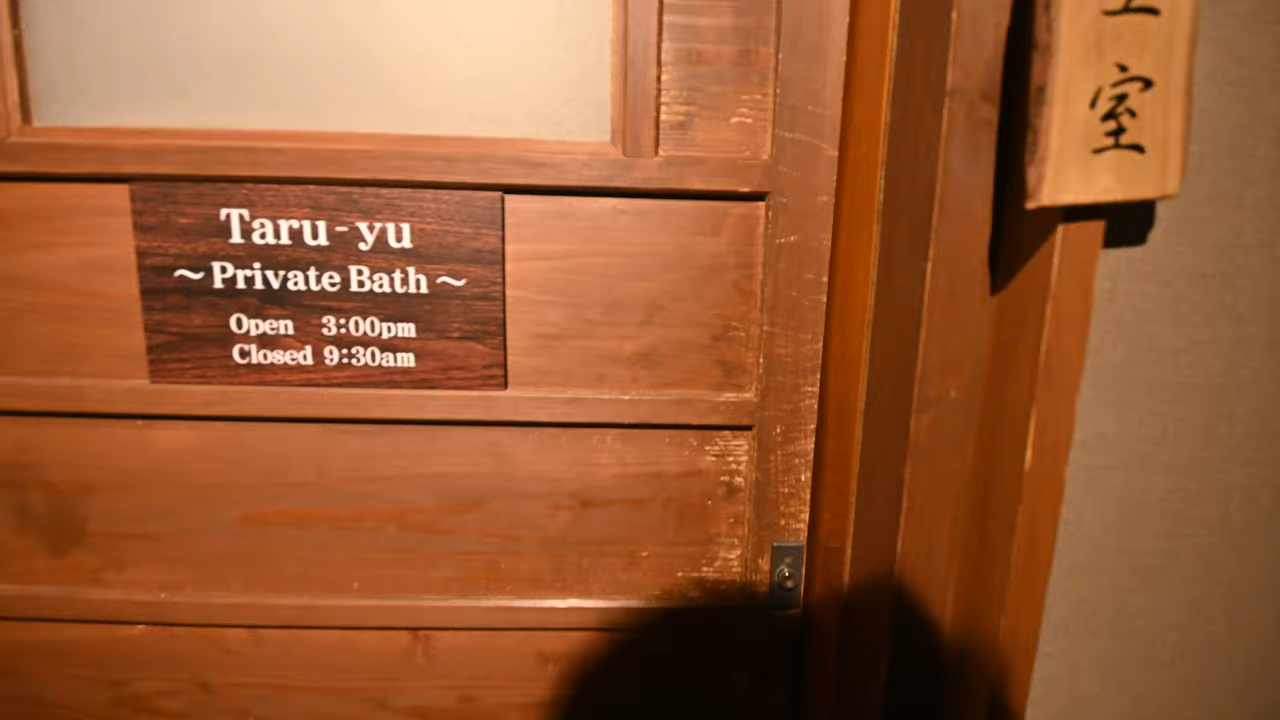 Taru-yu
～Private Bath～
Open 3:00pm
Closed 9:30am
室